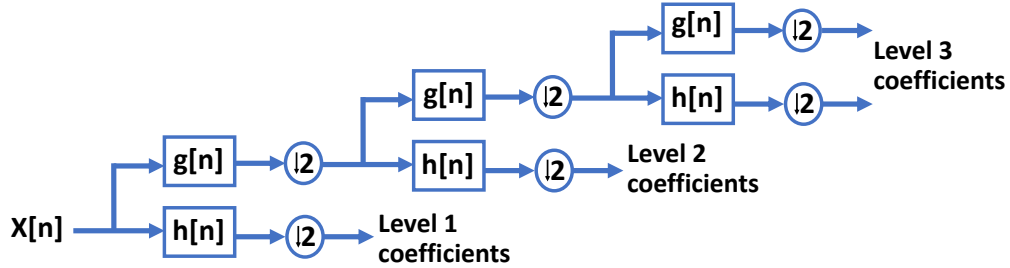 g[n] ↓2
Level 3
coefficients
g[n] ↓2 h[n] ↓2
g[n] ↓2 h[n] ↓2
Level 2
coefficients
X[n] h[n] ↓2
Level 1
coefficients